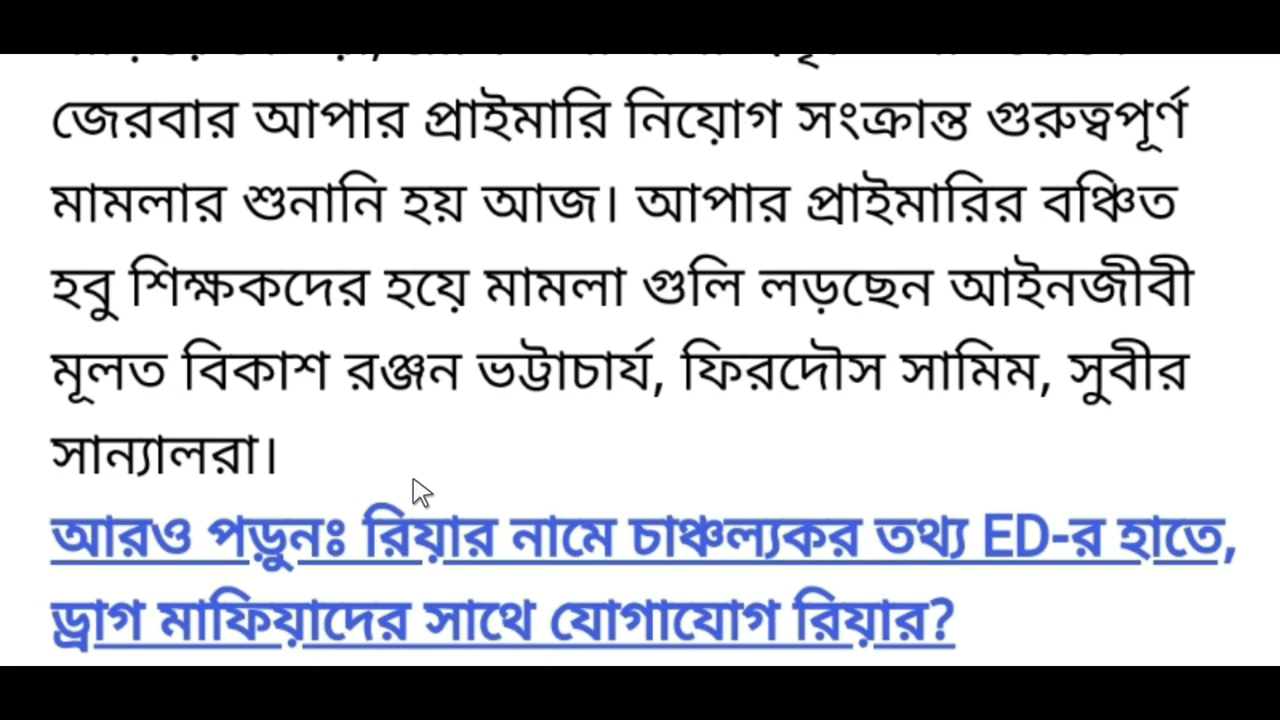 জেরবার আপার প্রাইমারি নিয়োগ সংক্রান্ত গুরুত্বপূর্ণ
মামলার শুনানি হয় আজ। আপার প্রাইমারির বঞ্চিত
হবু শিক্ষকদের হয়ে মামলা গুলি লড়ছেন আইনজীবী
মূলত বিকাশ রঞ্জন ভট্টাচার্য, ফিরদৌস সামিম, সুবীর
সান্যালরা।
আরও পড়ুনঃ রিয়ার নামে চাঞ্চল্যকর তথ্য ED-র হাতে,
ড্রাগ মাফিয়াদের সাথে যোগাযোগ রিয়ার?